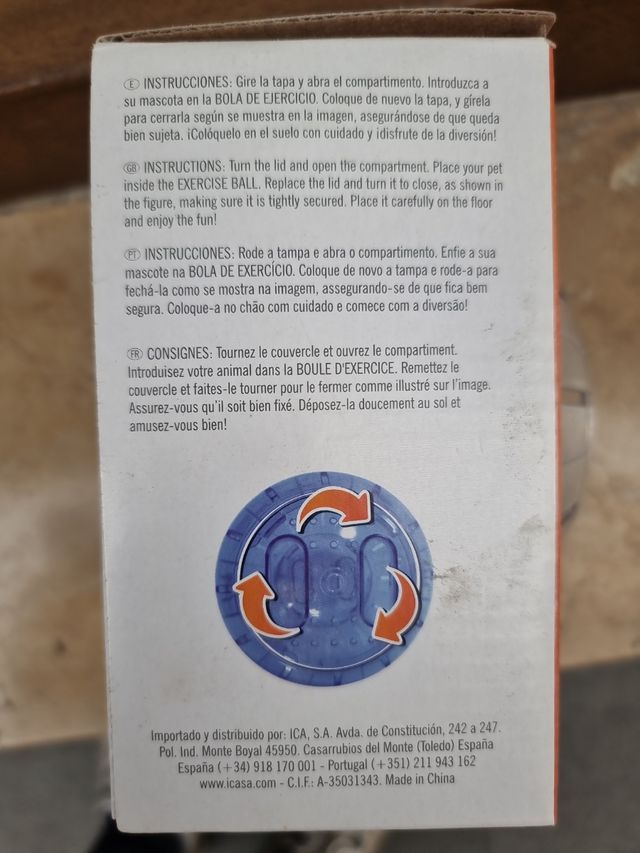 Ⓔ INSTRUCCIONES: Gire la tapa y abra el compartimento. Introduzca a
su mascota en la BOLA DE EJERCICIO. Coloque de nuevo la tapa, y gírela
para cerrarla según se muestra en la imagen, asegurándose de que queda
bien sujeta. ¡Colóquelo en el suelo con cuidado y ¡disfrute de la diversión!
GB INSTRUCTIONS: Turn the lid and open the compartment. Place your pet
inside the EXERCISE BALL. Replace the lid and turn it to close, as shown in
the figure, making sure it is tightly secured. Place it carefully on the floor
and enjoy the fun!
PT INSTRUCCIONES: Rode a tampa e abra o compartimento. Enfie a sua
mascote na BOLA DE EXERCÍCIO. Coloque de novo a tampa e rode-a para
fechá-la como se mostra na imagem, assegurando-se de que fica bem
segura. Coloque-a no chão com cuidado e comece com a diversão!
FR CONSIGNES: Tournez le couvercle et ouvrez le compartiment.
Introduisez votre animal dans la BOULE D'EXERCICE. Remettez le
couvercle et faites-le tourner pour le fermer comme illustré sur l'image.
Assurez-vous qu'il soit bien fixé. Déposez-la doucement au sol et
amusez-vous bien!
Importado y distribuido por: ICA, S.A. Avda. de Constitución, 242 a 247.
Pol. Ind. Monte Boyal 45950. Casarrubios del Monte (Toledo) España
España (+34) 918 170 001 - Portugal (+351) 211 943 162
www.icasa.com - C.I.F.: A-35031343. Made in China